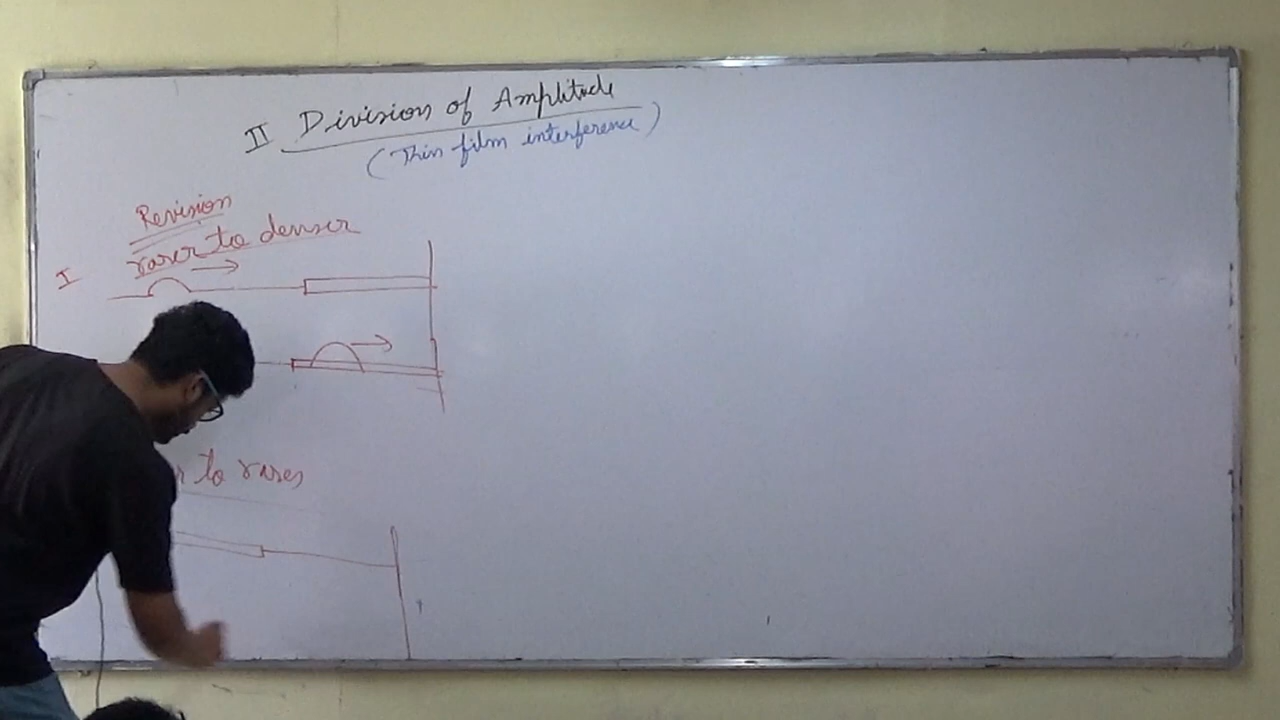 II Division of Amplitude
(Thin film interference)
Revision
I rarer to denser
r to rarer